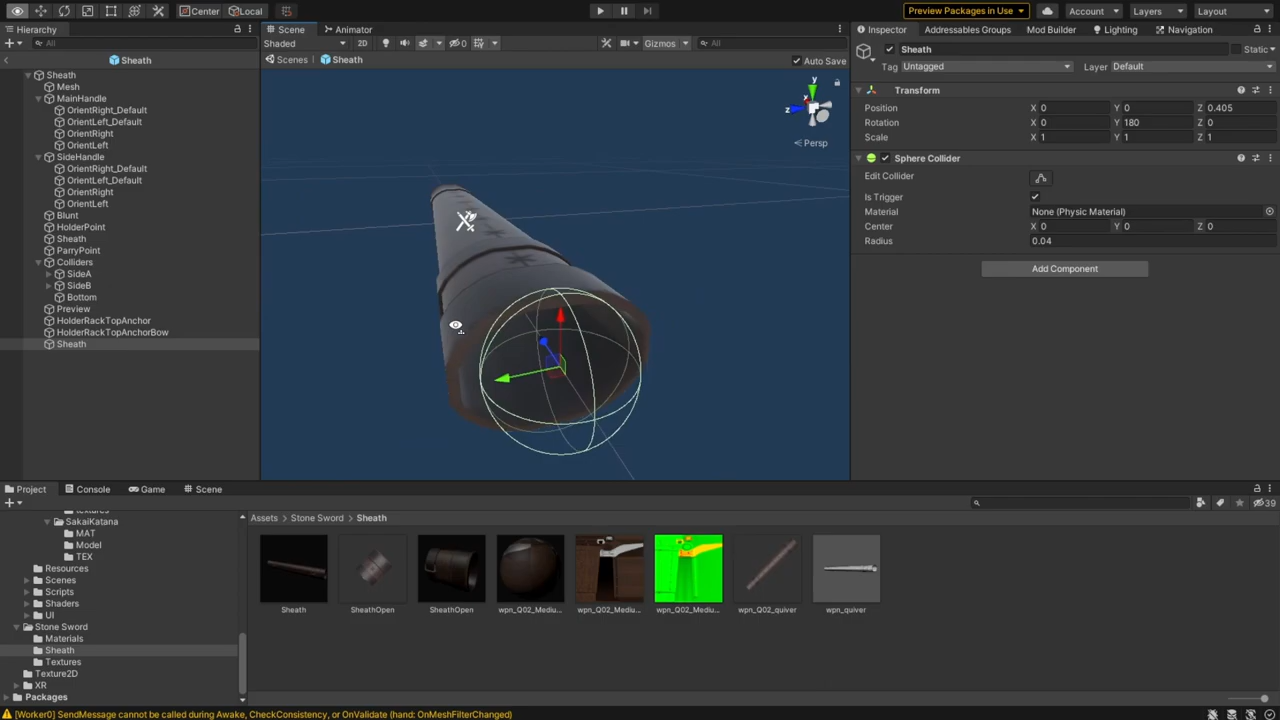 Center
Local
Preview Packages in Use
Account
Layers
Layout
Hierarchy
Scene
Animator
Inspector
Addressables Groups
Mod Builder
Lighting
Navigation
All
Shaded
2D
0
Gizmos
All
Sheath
Static
Sheath
Scenes
Sheath
Auto Save
Tag Untagged
Layer Default
Sheath
Mesh
MainHandle
OrientRight_Default
OrientLeft_Default
OrientRight
OrientLeft
SideHandle
OrientRight_Default
OrientLeft_Default
OrientRight
OrientLeft
Blunt
HolderPoint
Sheath
ParryPoint
Colliders
SideA
SideB
Bottom
Preview
HolderRackTopAnchor
HolderRackTopAnchorBow
Sheath
y
x
z
Persp
Transform
Position X 0 Y 0 Z 0.405
Rotation X 0 Y 180 Z 0
Scale X 1 Y 1 Z 1
Sphere Collider
Edit Collider
Is Trigger
Material None (Physic Material)
Center X 0 Y 0 Z 0
Radius 0.04
Add Component
Project
Console
Game
Scene
39
SakaiKatana
MAT
Model
TEX
Resources
Scenes
Scripts
Shaders
UI
Stone Sword
Materials
Sheath
Textures
Texture2D
XR
Packages
Assets
Stone Sword
Sheath
Sheath
SheathOpen
SheathOpen
wpn_Q02_Mediu...
wpn_Q02_Mediu...
wpn_Q02_Mediu...
wpn_Q02_quiver
wpn_quiver
[Worker0] SendMessage cannot be called during Awake, CheckConsistency, or OnValidate (hand: OnMeshFilterChanged)